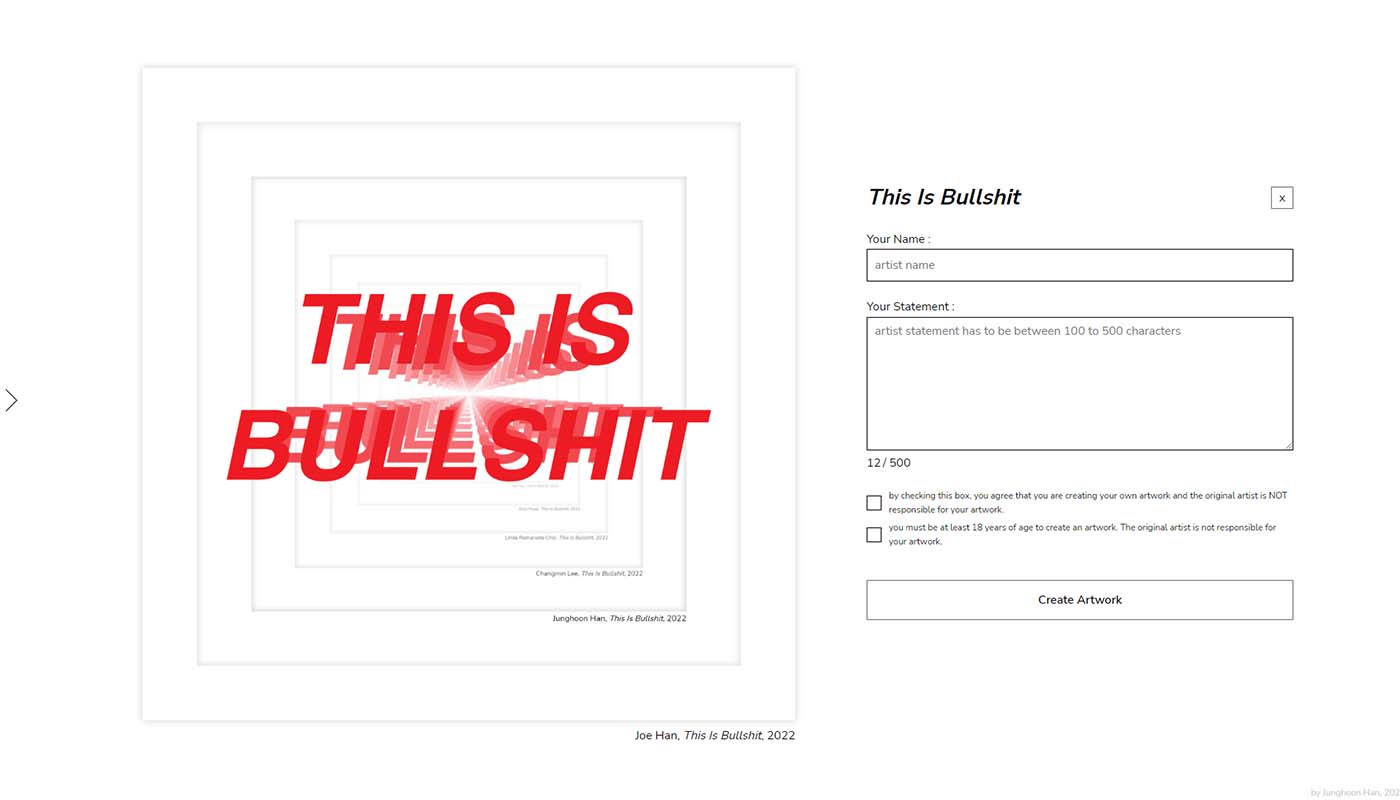 THIS IS
BULLSHIT
Linda Remaneda Choi, This Is Bullshit, 2022
Changmin Lee, This Is Bullshit, 2022
Junghoon Han, This Is Bullshit, 2022
Joe Han, This Is Bullshit, 2022
This Is Bullshit
x
Your Name :
artist name
Your Statement :
artist statement has to be between 100 to 500 characters
12 / 500
by checking this box, you agree that you are creating your own artwork and the original artist is NOT
responsible for your artwork.
you must be at least 18 years of age to create an artwork. The original artist is not responsible for
your artwork.
Create Artwork
by Junghoon Han, 202